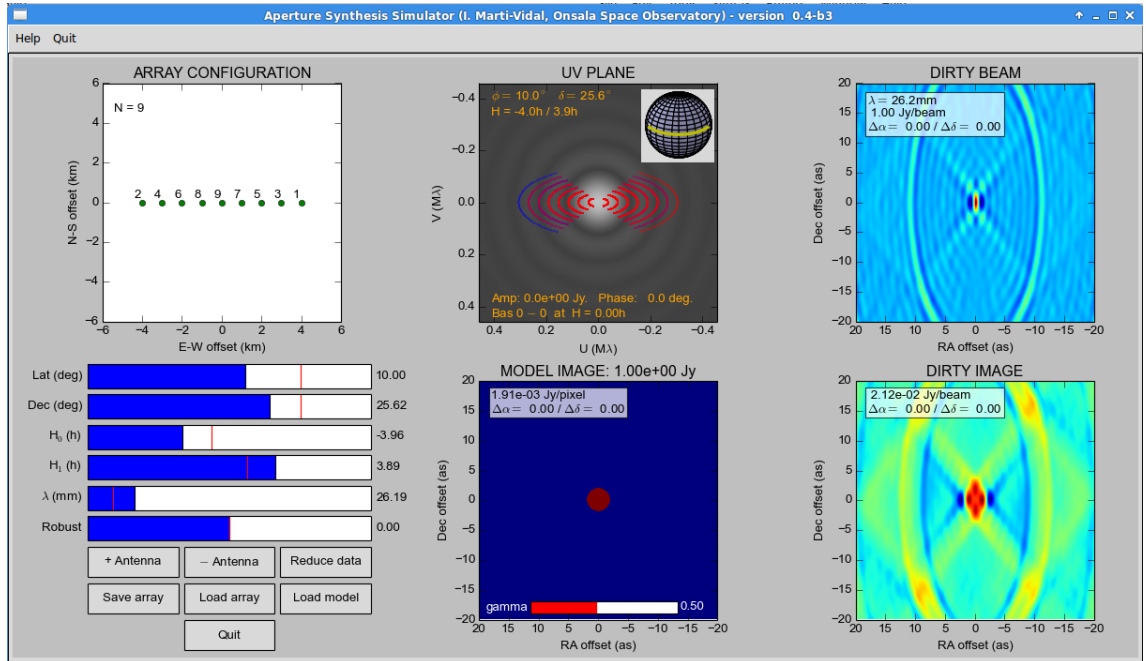 Aperture Synthesis Simulator (I. Marti-Vidal, Onsala Space Observatory) - version 0.4-b3
Help Quit
ARRAY CONFIGURATION
N = 9
2 4 6 8 9 7 5 3 1
N-S offset (km)
6
4
2
0
−2
−4
−6
−6 −4 −2 0 2 4 6
E-W offset (km)
UV PLANE
ϕ = 10.0° δ = 25.6°
H = -4.0h / 3.9h
V (Mλ)
−0.4
−0.2
0.0
0.2
0.4
Amp: 0.0e+00 Jy. Phase: 0.0 deg.
Bas 0 − 0 at H = 0.00h
0.4 0.2 0.0 −0.2 −0.4
U (Mλ)
DIRTY BEAM
λ = 26.2mm
1.00 Jy/beam
Δα = 0.00 / Δδ = 0.00
Dec offset (as)
20
15
10
5
0
−5
−10
−15
−20
20 15 10 5 0 −5 −10 −15 −20
RA offset (as)
Lat (deg) 10.00
Dec (deg) 25.62
H₀ (h) -3.96
H₁ (h) 3.89
λ (mm) 26.19
Robust 0.00
+ Antenna − Antenna Reduce data
Save array Load array Load model
Quit
MODEL IMAGE: 1.00e+00 Jy
1.91e-03 Jy/pixel
Δα = 0.00 / Δδ = 0.00
Dec offset (as)
20
15
10
5
0
−5
−10
−15
−20
gamma 0.50
20 15 10 5 0 −5 −10 −15 −20
RA offset (as)
DIRTY IMAGE
2.12e-02 Jy/beam
Δα = 0.00 / Δδ = 0.00
Dec offset (as)
20
15
10
5
0
−5
−10
−15
−20
20 15 10 5 0 −5 −10 −15 −20
RA offset (as)